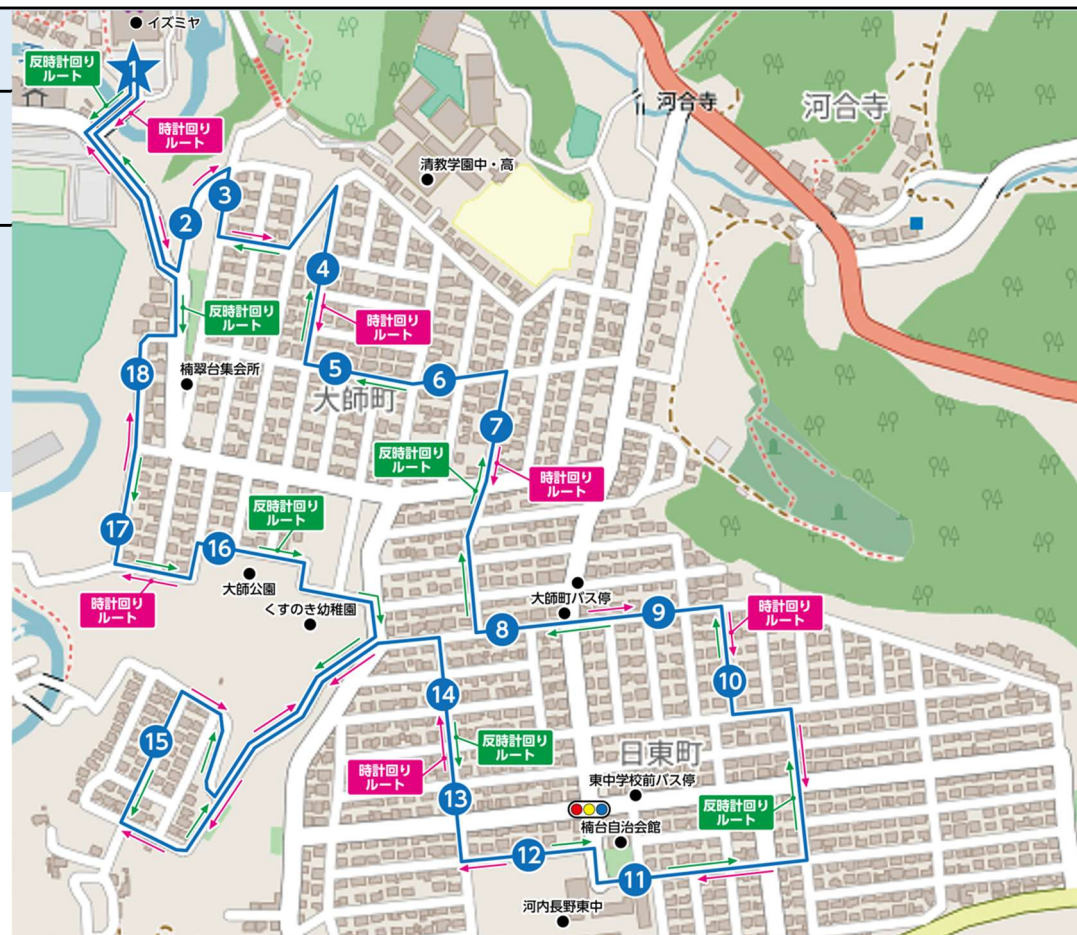 イズミヤ
反時計回り
ルート
1
時計回り
ルート
河合寺
河合寺
清教学園中・高
3
2
4
反時計回り
ルート
時計回り
ルート
楠翠台集会所
18
5
6
大師町
7
反時計回り
ルート
時計回り
ルート
反時計回り
ルート
17
16
大師公園
大師町バス停
時計回り
ルート
くすのき幼稚園
8
9
時計回り
ルート
10
14
15
反時計回り
ルート
日東町
時計回り
ルート
東中学校前バス停
13
反時計回り
ルート
楠台自治会館
12
11
河内長野東中